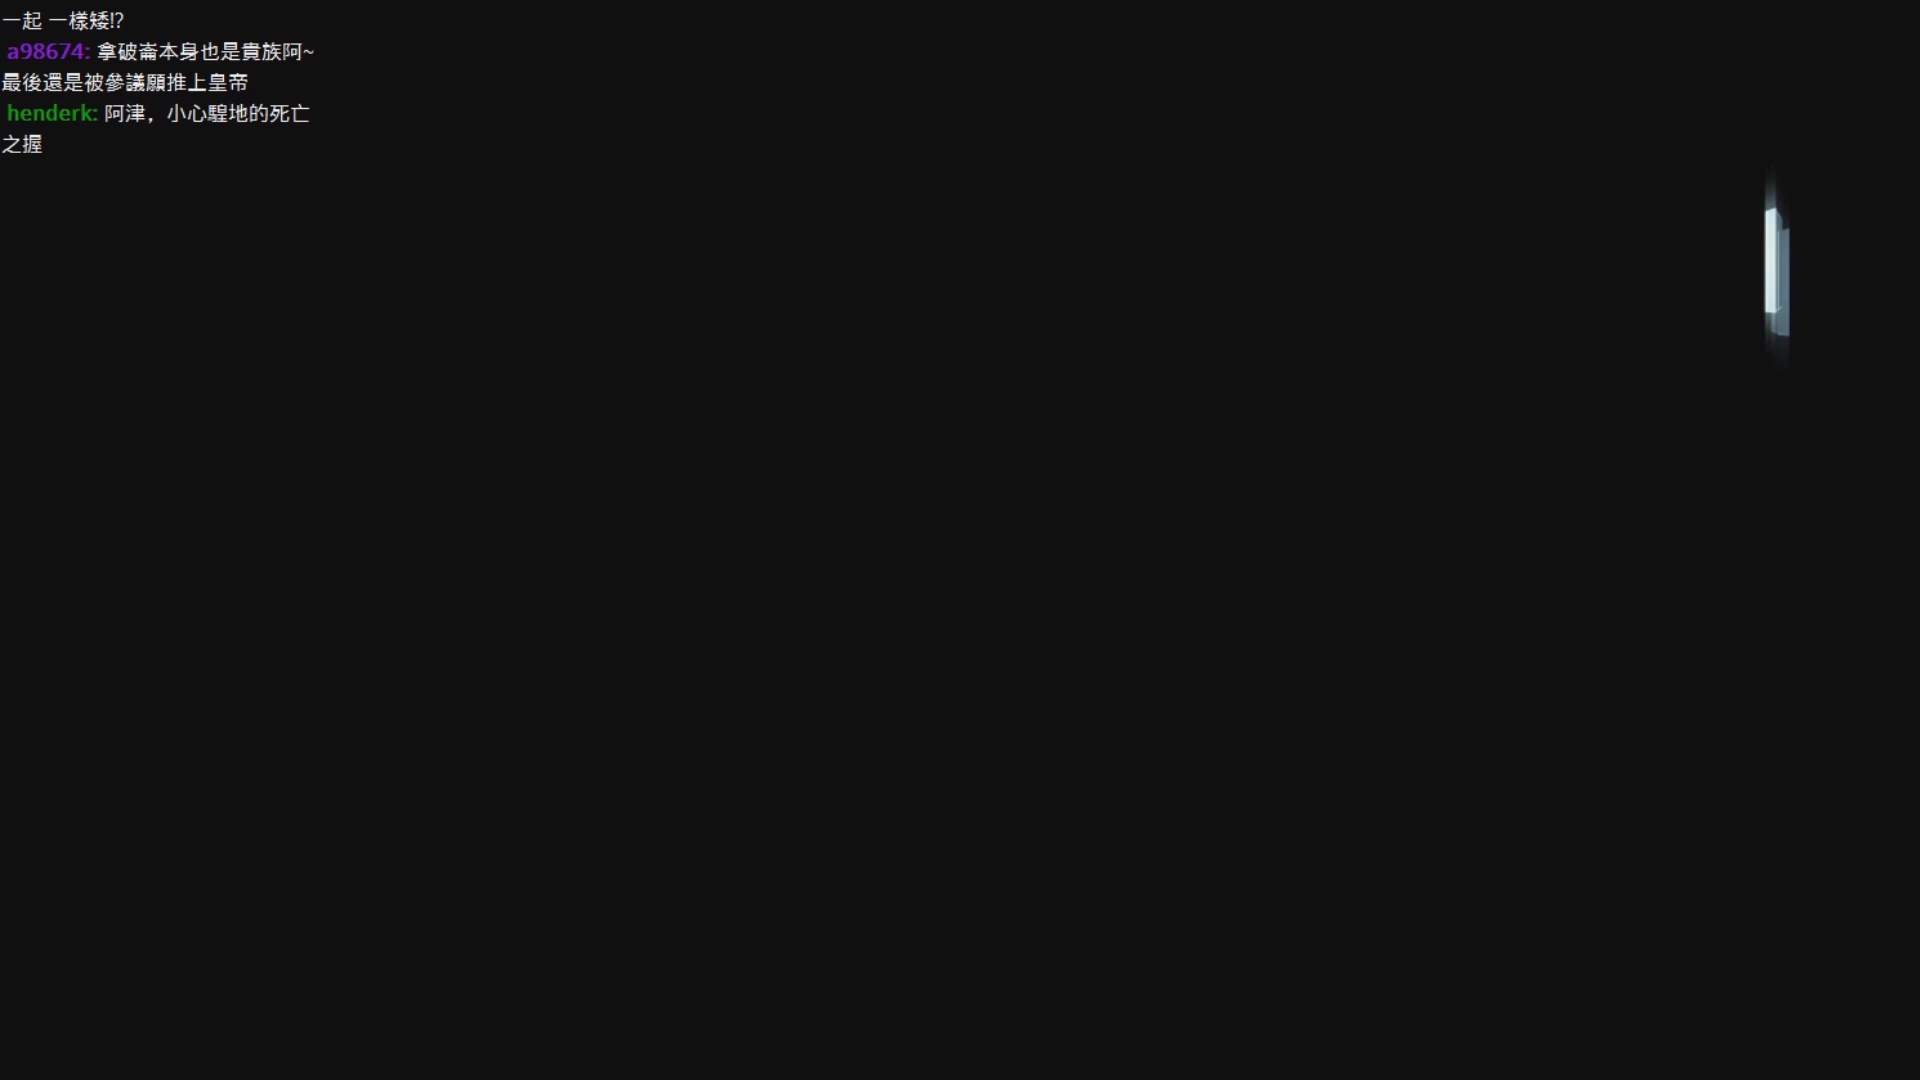 一起 一樣矮!?
a98674: 拿破崙本身也是貴族阿~
最後還是被參議願推上皇帝
henderk: 阿津，小心騜地的死亡
之握